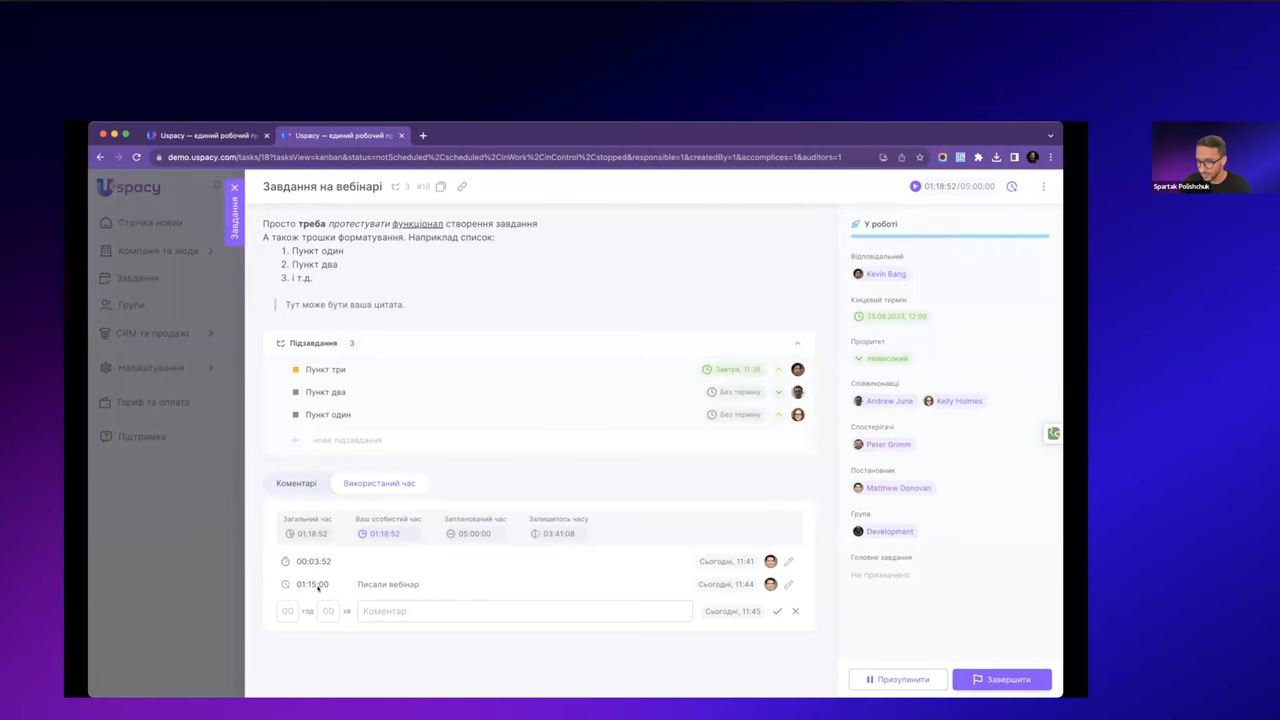 Uspacy — єдиний робочий пр
Uspacy — єдиний робочий пр
demo.uspacy.com/tasks/18?tasksView=kanban&status=notScheduled%2Cscheduled%2CinWork%2CinControl%2Cstopped&responsible=1&createdBy=1&accomplices=1&auditors=1
Uspacy
Завдання
Завдання на вебінарі
3
#18
01:18:52/05:00:00
Стрічка новин
Компанія та люди
Завдання
Групи
CRM та продажі
Налаштування
Тариф та оплата
Підтримка
Просто треба протестувати функціонал створення завдання
А також трошки форматування. Наприклад список:
1. Пункт один
2. Пункт два
3. і т.д.
Тут може бути ваша цитата.
Підзавдання 3
Пункт три
Завтра, 11:38
Пункт два
Без терміну
Пункт один
Без терміну
+ нове підзавдання
Коментарі
Використаний час
Загальний час
Ваш особистий час
Запланований час
Залишилось часу
01:18:52
01:18:52
05:00:00
03:41:08
00:03:52
Сьогодні, 11:41
01:15:00
Писали вебінар
Сьогодні, 11:44
00 год 00 хв
Коментар
Сьогодні, 11:45
У роботі
Відповідальний
Kevin Bang
Кінцевий термін
25.08.2023, 12:00
Пріоритет
Невисокий
Співвиконавці
Andrew June
Kelly Holmes
Спостерігачі
Peter Grimm
Постановник
Matthew Donovan
Група
Development
Головне завдання
Не призначено
Призупинити
Завершити
Spartak Polishchuk